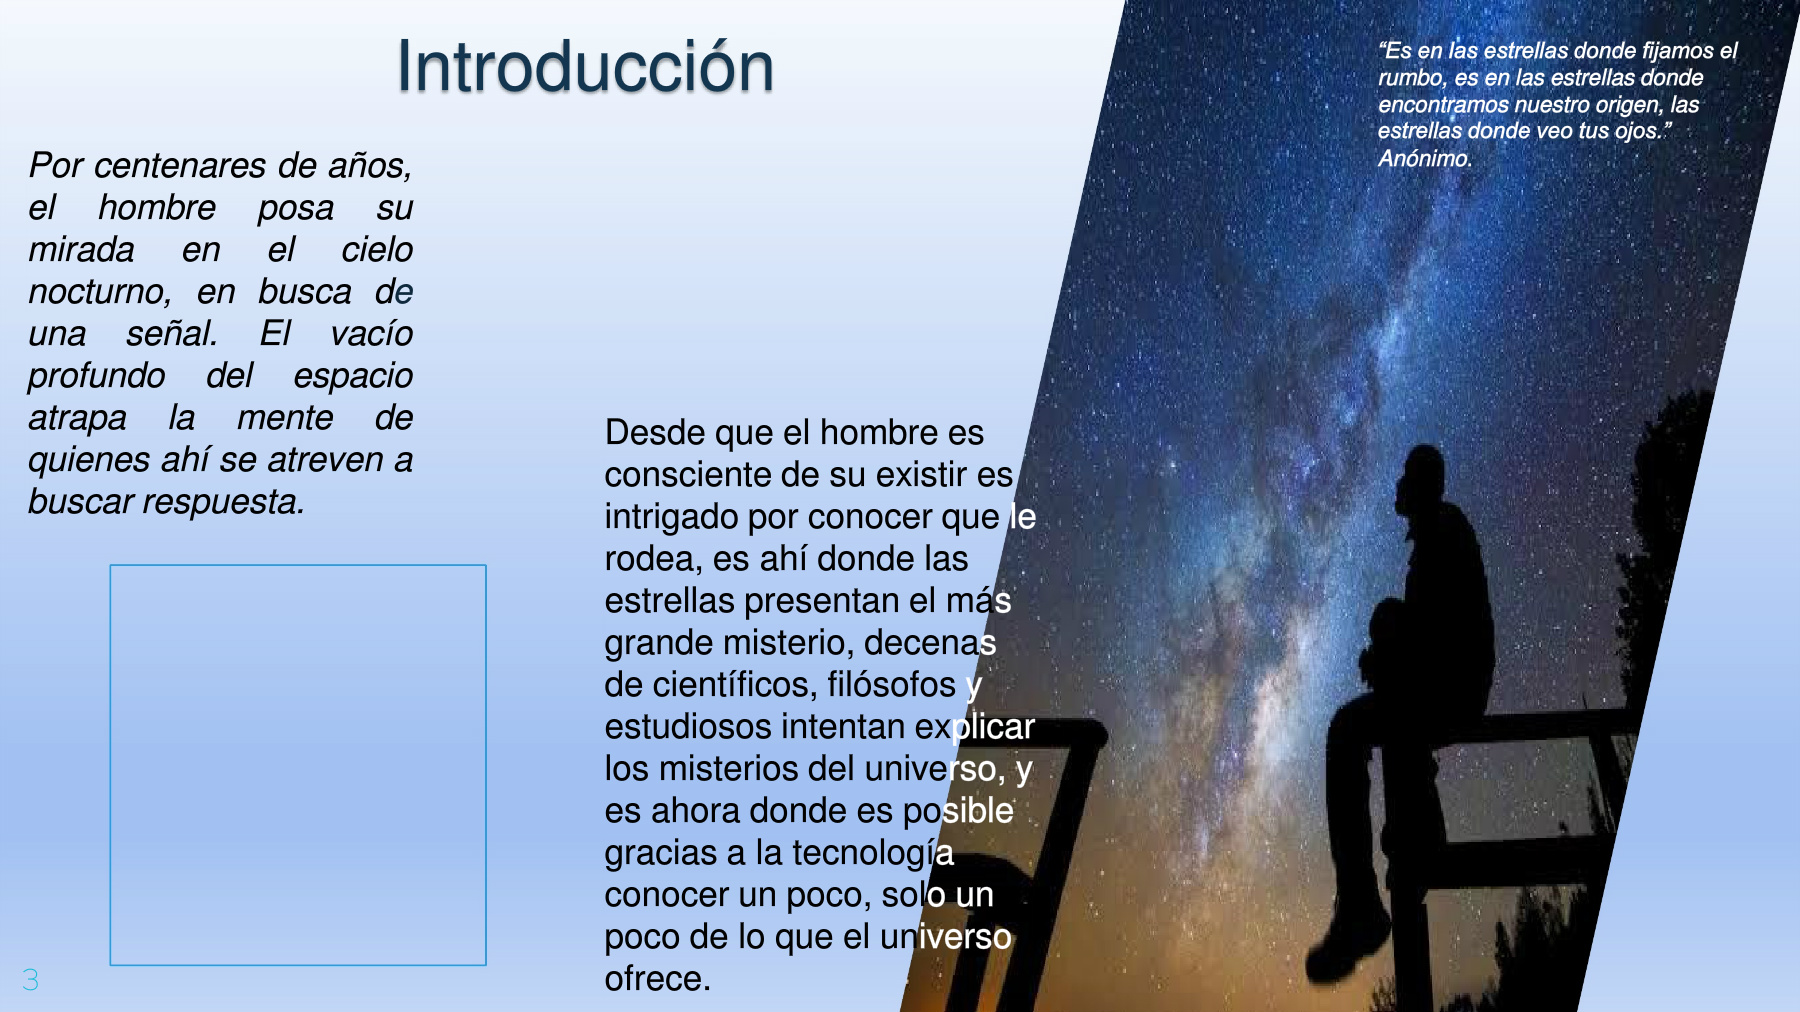 Introducción
Por centenares de años,
el hombre posa su
mirada en el cielo
nocturno, en busca de
una señal. El vacío
profundo del espacio
atrapa la mente de
quienes ahí se atreven a
buscar respuesta.
Desde que el hombre es
consciente de su existir es
intrigado por conocer que le
rodea, es ahí donde las
estrellas presentan el más
grande misterio, decenas
de científicos, filósofos y
estudiosos intentan explicar
los misterios del universo, y
es ahora donde es posible
gracias a la tecnología
conocer un poco, solo un
poco de lo que el universo
ofrece.
“Es en las estrellas donde fijamos el
rumbo, es en las estrellas donde
encontramos nuestro origen, las
estrellas donde veo tus ojos.”
Anónimo.
3